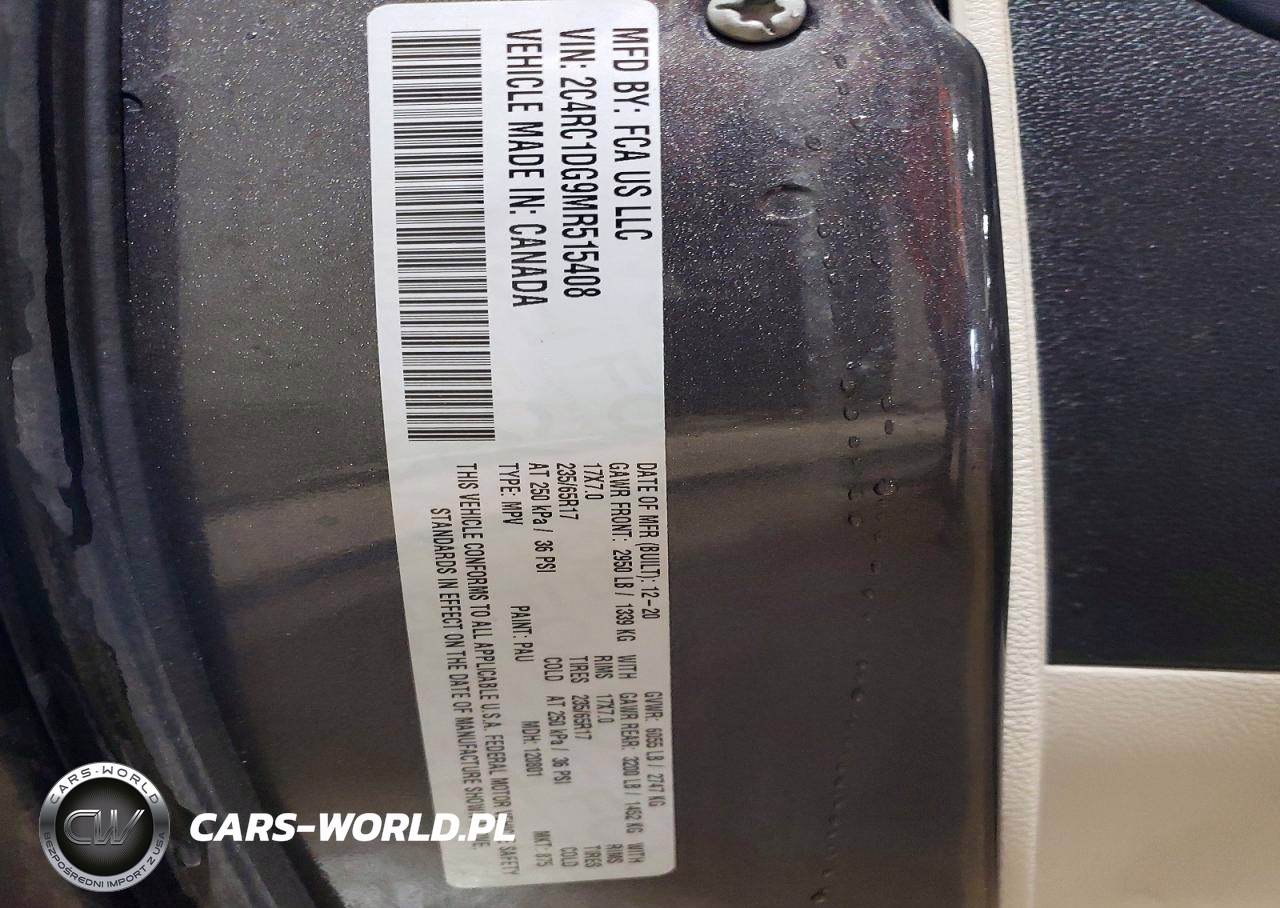 MFD BY: FCA US LLC
VIN: 2C4RC1DG9MR515408
VEHICLE MADE IN: CANADA
DATE OF MFR (BUILT): 12-20 GVWR: 6055 LB / 2747 KG
GAWR FRONT: 2950 LB / 1339 KG WITH GAWR REAR: 3200 LB / 1452 KG WITH
17X7.0 RIMS 17X7.0 RIMS
235/65R17 TIRES 235/65R17 TIRES
AT 250 kPa / 36 PSI COLD AT 250 kPa / 36 PSI COLD
TYPE: MPV PAINT: PAU MDH: 120801 MKT: 875
THIS VEHICLE CONFORMS TO ALL APPLICABLE U.S.A. FEDERAL MOTOR SAFETY
STANDARDS IN EFFECT ON THE DATE OF MANUFACTURE
CARS-WORLD
CW
BEZPOŚREDNI IMPORT Z USA
CARS-WORLD.PL